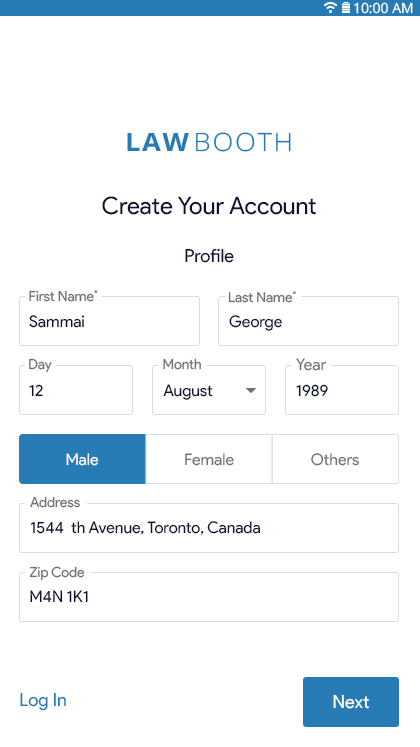 10:00 AM
LAWBOOTH
Create Your Account
Profile
First Name* Last Name*
Sammai George
Day Month Year
12 August 1989
Male Female Others
Address
1544 th Avenue, Toronto, Canada
Zip Code
M4N 1K1
Log In Next